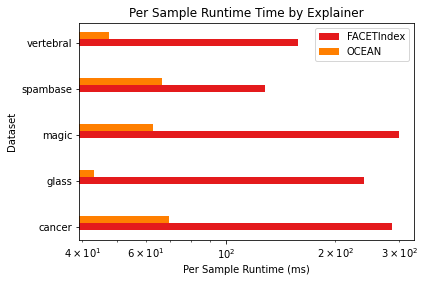 Per Sample Runtime Time by Explainer
FACETIndex
OCEAN
vertebral
spambase
magic
glass
cancer
Dataset
4 × 10¹
6 × 10¹
10²
2 × 10²
3 × 10²
Per Sample Runtime (ms)